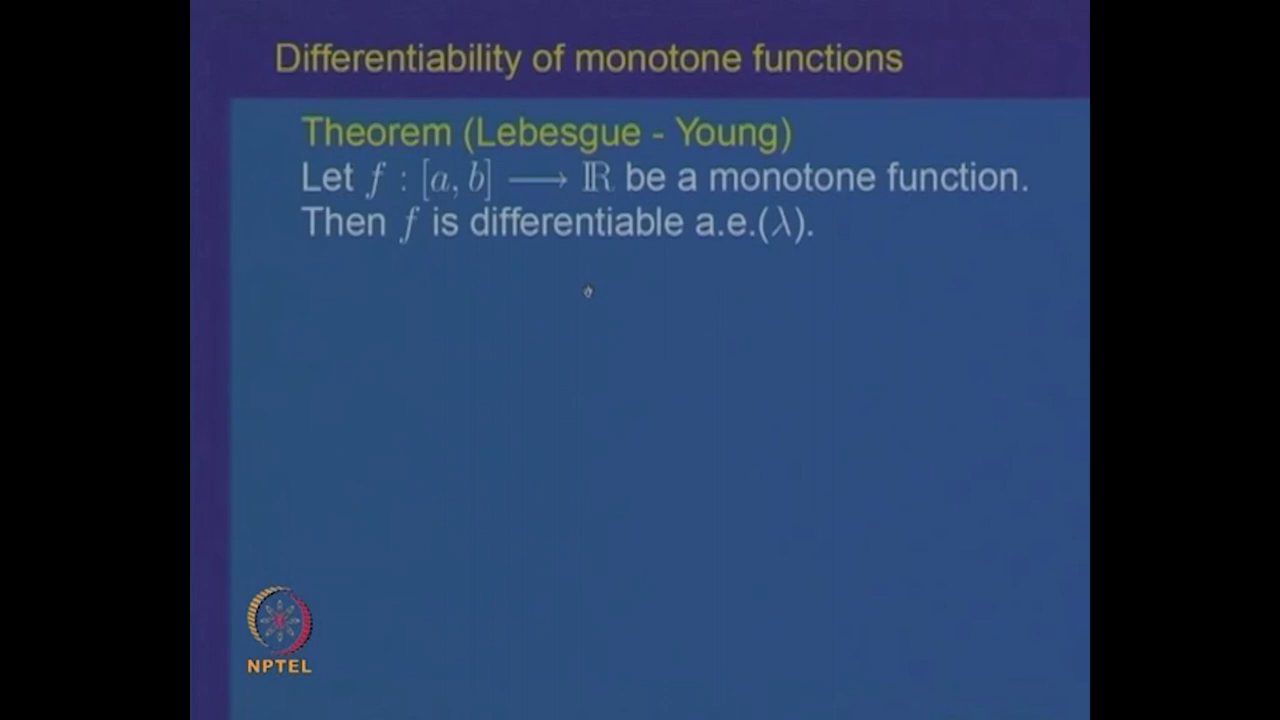 Differentiability of monotone functions
Theorem (Lebesgue - Young)
Let f : [a, b] ⟶ ℝ be a monotone function.
Then f is differentiable a.e.(λ).
NPTEL